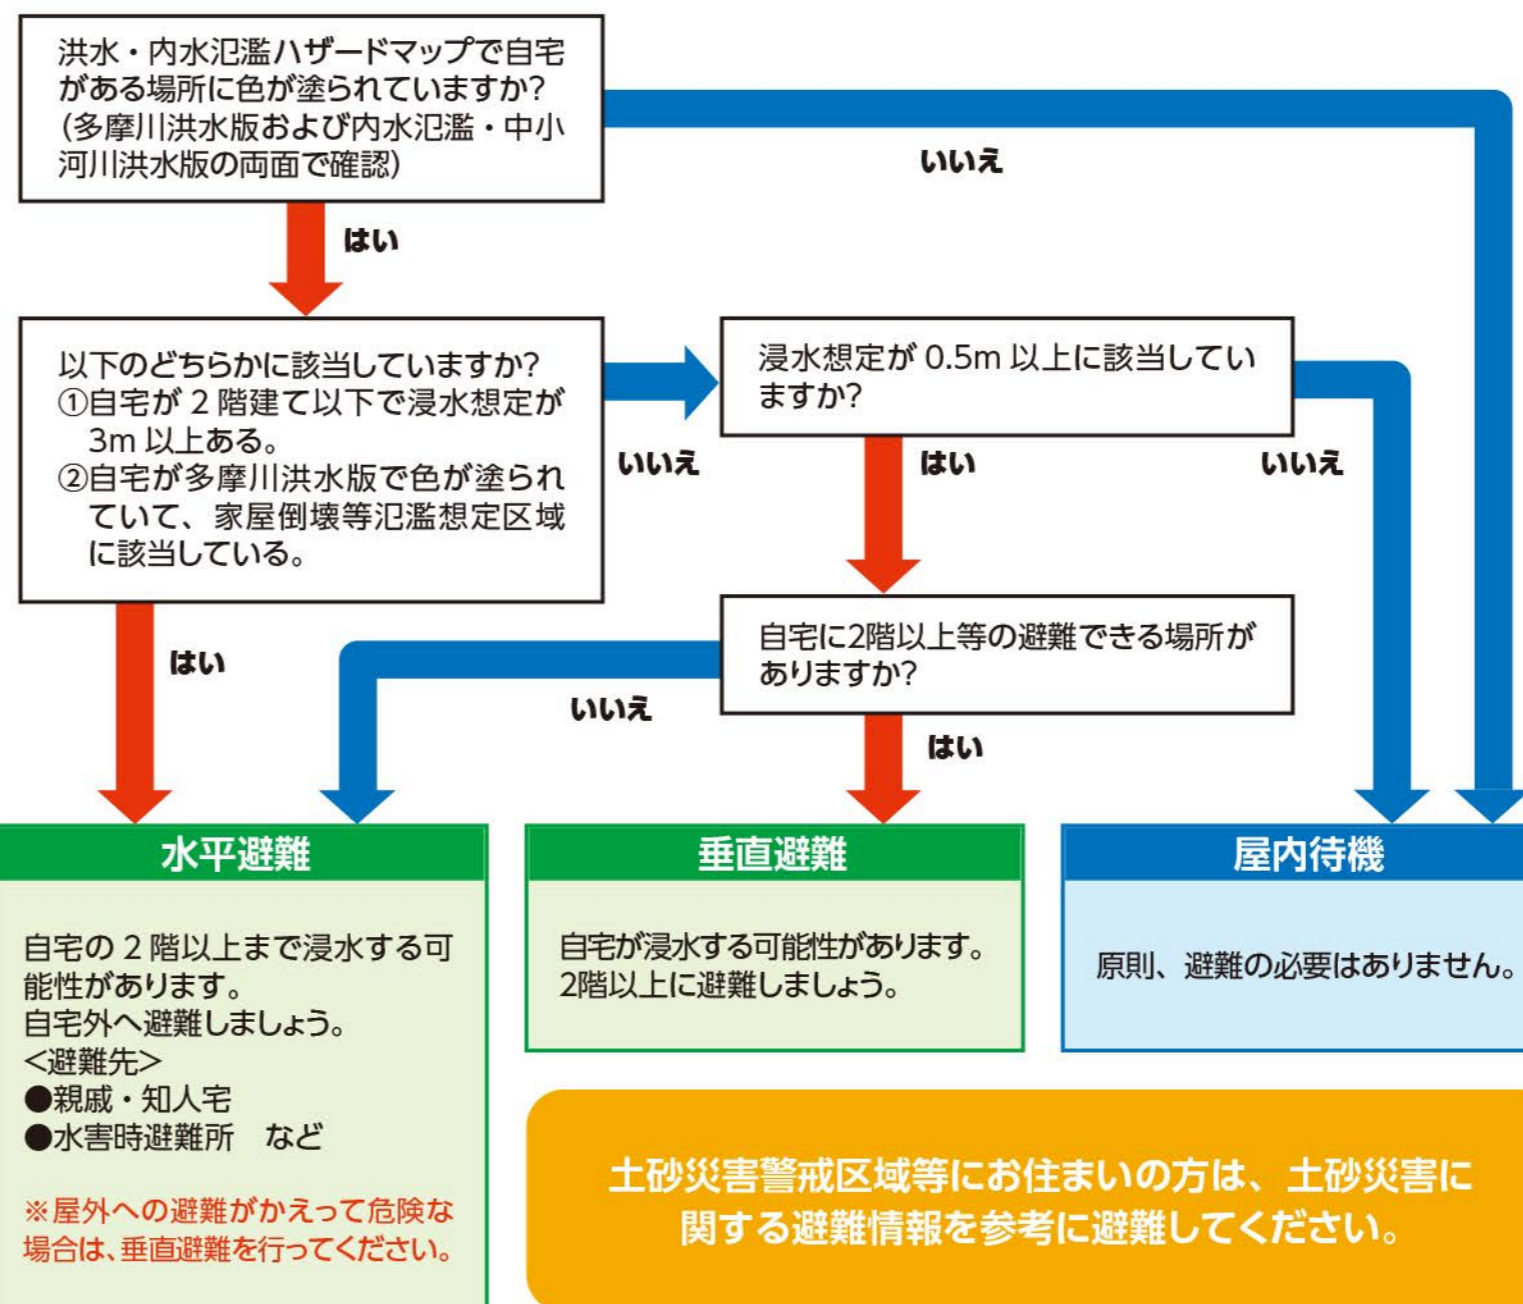 洪水・内水氾濫ハザードマップで自宅
がある場所に色が塗られていますか?
(多摩川洪水版および内水氾濫・中小
河川洪水版の両面で確認)
いいえ
はい
以下のどちらかに該当していますか?
①自宅が 2 階建て以下で浸水想定が
3m 以上ある。
②自宅が多摩川洪水版で色が塗られ
ていて、家屋倒壊等氾濫想定区域
に該当している。
いいえ
浸水想定が 0.5m 以上に該当してい
ますか?
はい
いいえ
自宅に2階以上等の避難できる場所が
ありますか?
はい
いいえ
はい
水平避難
自宅の 2 階以上まで浸水する可
能性があります。
自宅外へ避難しましょう。
<避難先>
●親戚・知人宅
●水害時避難所 など
※屋外への避難がかえって危険な
場合は、垂直避難を行ってください。
垂直避難
自宅が浸水する可能性があります。
2階以上に避難しましょう。
屋内待機
原則、避難の必要はありません。
土砂災害警戒区域等にお住まいの方は、土砂災害に
関する避難情報を参考に避難してください。